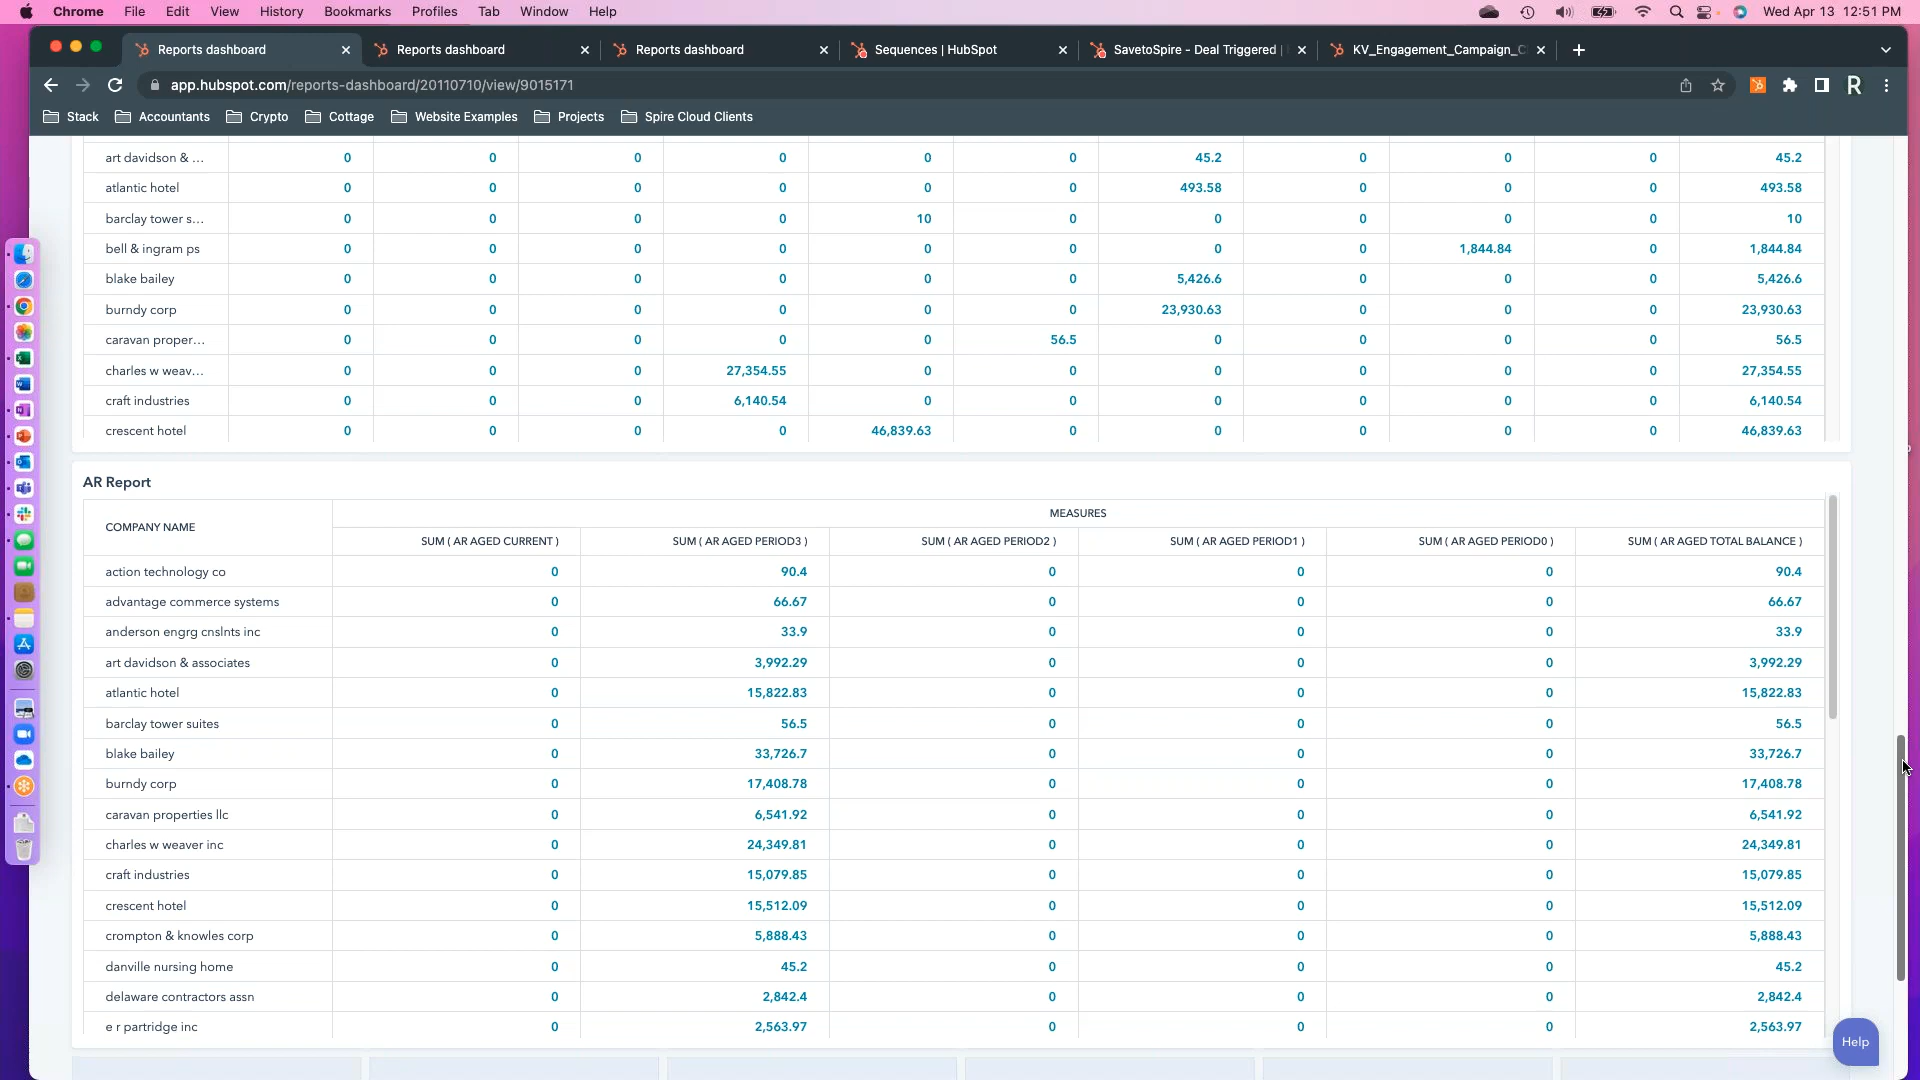 Chrome File Edit View History Bookmarks Profiles Tab Window Help Wed Apr 13 12:51 PM
Reports dashboard Reports dashboard Reports dashboard Sequences | HubSpot SavetoSpire - Deal Triggered | KV_Engagement_Campaign_C
app.hubspot.com/reports-dashboard/20110710/view/9015171 R
Stack Accountants Crypto Cottage Website Examples Projects Spire Cloud Clients
art davidson & ... 0 0 0 0 0 0 45.2 0 0 0 45.2
atlantic hotel 0 0 0 0 0 0 493.58 0 0 0 493.58
barclay tower s... 0 0 0 0 10 0 0 0 0 0 10
bell & ingram ps 0 0 0 0 0 0 0 0 1,844.84 0 1,844.84
blake bailey 0 0 0 0 0 0 5,426.6 0 0 0 5,426.6
burndy corp 0 0 0 0 0 0 23,930.63 0 0 0 23,930.63
caravan proper... 0 0 0 0 0 56.5 0 0 0 0 56.5
charles w weav... 0 0 0 27,354.55 0 0 0 0 0 0 27,354.55
craft industries 0 0 0 6,140.54 0 0 0 0 0 0 6,140.54
crescent hotel 0 0 0 0 46,839.63 0 0 0 0 0 46,839.63
AR Report
MEASURES
COMPANY NAME
SUM ( AR AGED CURRENT ) SUM ( AR AGED PERIOD3 ) SUM ( AR AGED PERIOD2 ) SUM ( AR AGED PERIOD1 ) SUM ( AR AGED PERIOD0 ) SUM ( AR AGED TOTAL BALANCE )
action technology co 0 90.4 0 0 0 90.4
advantage commerce systems 0 66.67 0 0 0 66.67
anderson engrg cnslnts inc 0 33.9 0 0 0 33.9
art davidson & associates 0 3,992.29 0 0 0 3,992.29
atlantic hotel 0 15,822.83 0 0 0 15,822.83
barclay tower suites 0 56.5 0 0 0 56.5
blake bailey 0 33,726.7 0 0 0 33,726.7
burndy corp 0 17,408.78 0 0 0 17,408.78
caravan properties llc 0 6,541.92 0 0 0 6,541.92
charles w weaver inc 0 24,349.81 0 0 0 24,349.81
craft industries 0 15,079.85 0 0 0 15,079.85
crescent hotel 0 15,512.09 0 0 0 15,512.09
crompton & knowles corp 0 5,888.43 0 0 0 5,888.43
danville nursing home 0 45.2 0 0 0 45.2
delaware contractors assn 0 2,842.4 0 0 0 2,842.4
e r partridge inc 0 2,563.97 0 0 0 2,563.97
Help